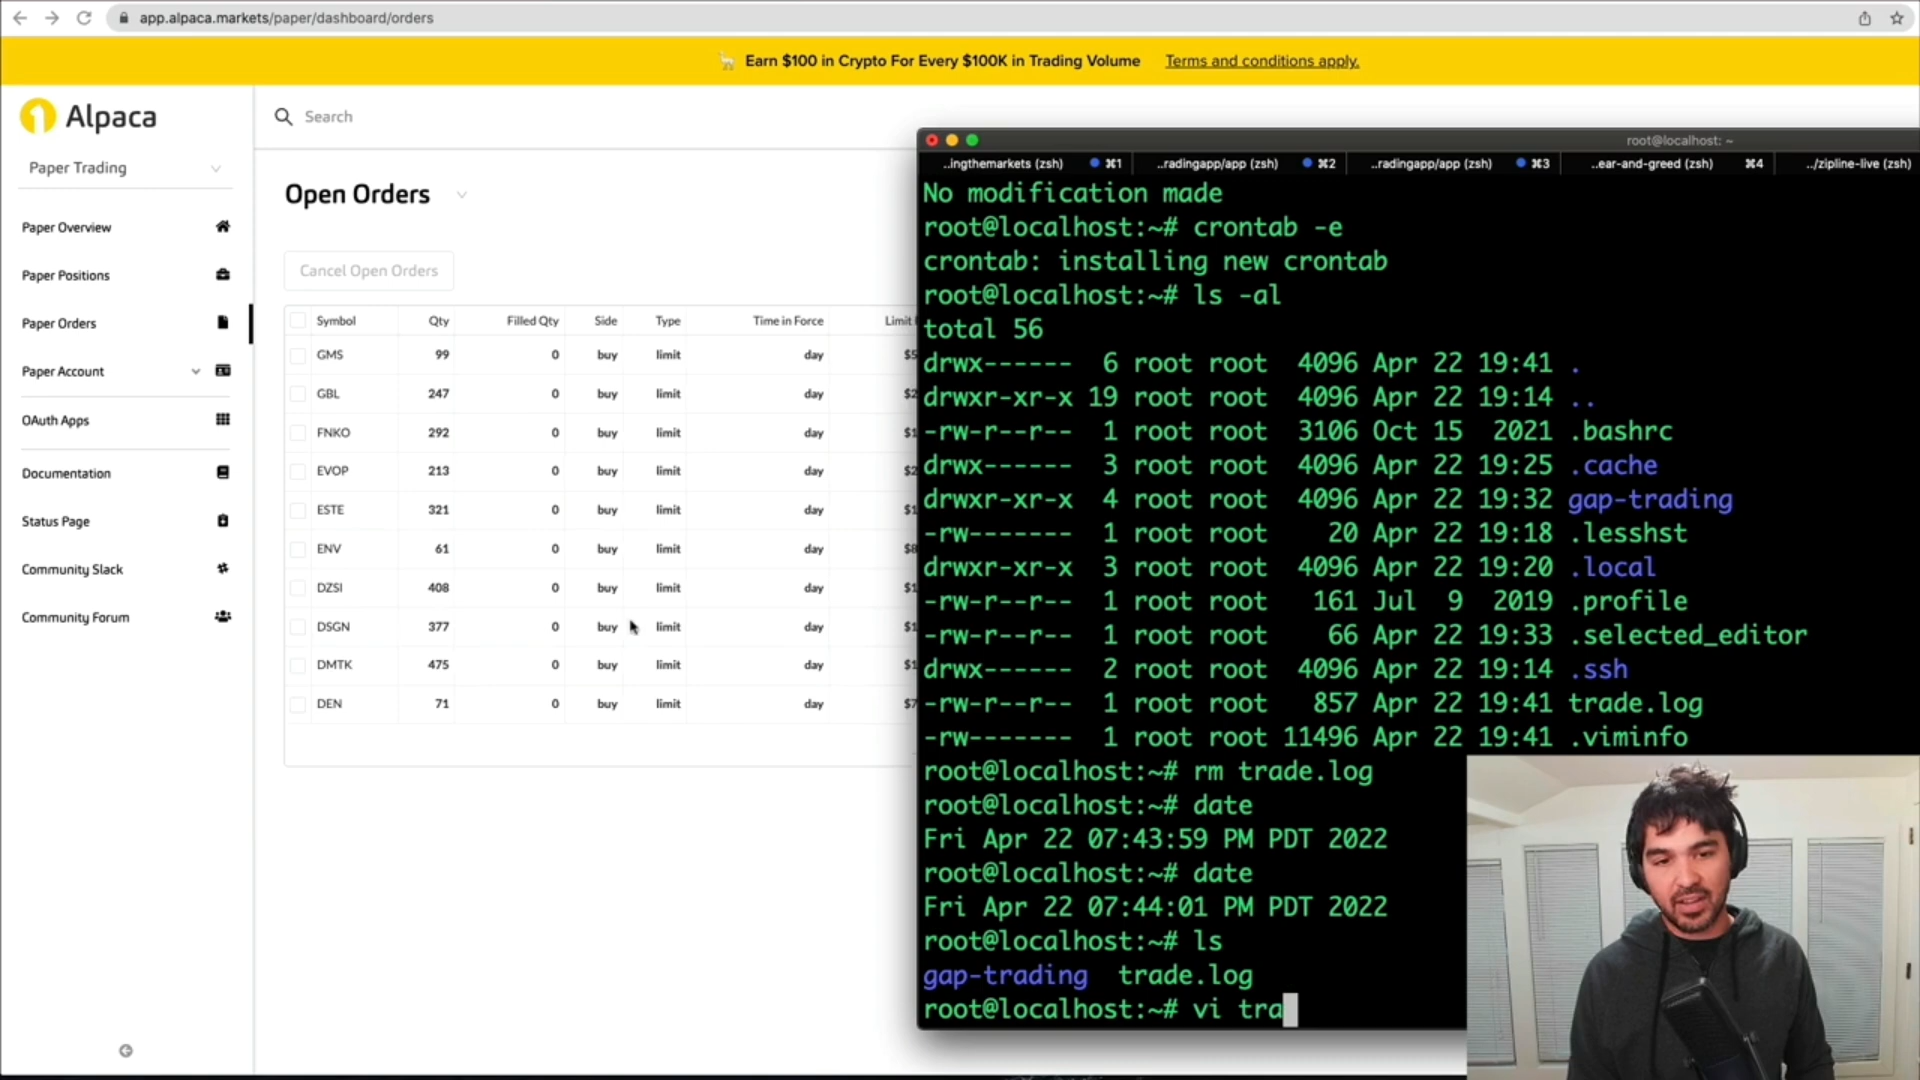 app.alpaca.markets/paper/dashboard/orders
Earn $100 in Crypto For Every $100K in Trading Volume Terms and conditions apply.
Alpaca
Search
Paper Trading
Open Orders
Paper Overview
Cancel Open Orders
Paper Positions
Paper Orders
Paper Account
OAuth Apps
Documentation
Status Page
Community Slack
Community Forum
Symbol Qty Filled Qty Side Type Time in Force Limit
GMS 99 0 buy limit day $5
GBL 247 0 buy limit day $2
FNKO 292 0 buy limit day $1
EVOP 213 0 buy limit day $2
ESTE 321 0 buy limit day $1
ENV 61 0 buy limit day $8
DZSI 408 0 buy limit day $1
DSGN 377 0 buy limit day $1
DMTK 475 0 buy limit day $1
DEN 71 0 buy limit day $7
root@localhost: ~
..ingthemarkets (zsh) ⌘1 ..radingapp/app (zsh) ⌘2 ..radingapp/app (zsh) ⌘3 ..ear-and-greed (zsh) ⌘4 ../zipline-live (zsh)
No modification made
root@localhost:~# crontab -e
crontab: installing new crontab
root@localhost:~# ls -al
total 56
drwx------ 6 root root 4096 Apr 22 19:41 .
drwxr-xr-x 19 root root 4096 Apr 22 19:14 ..
-rw-r--r-- 1 root root 3106 Oct 15 2021 .bashrc
drwx------ 3 root root 4096 Apr 22 19:25 .cache
drwxr-xr-x 4 root root 4096 Apr 22 19:32 gap-trading
-rw------- 1 root root 20 Apr 22 19:18 .lesshst
drwxr-xr-x 3 root root 4096 Apr 22 19:20 .local
-rw-r--r-- 1 root root 161 Jul 9 2019 .profile
-rw-r--r-- 1 root root 66 Apr 22 19:33 .selected_editor
drwx------ 2 root root 4096 Apr 22 19:14 .ssh
-rw-r--r-- 1 root root 857 Apr 22 19:41 trade.log
-rw------- 1 root root 11496 Apr 22 19:41 .viminfo
root@localhost:~# rm trade.log
root@localhost:~# date
Fri Apr 22 07:43:59 PM PDT 2022
root@localhost:~# date
Fri Apr 22 07:44:01 PM PDT 2022
root@localhost:~# ls
gap-trading trade.log
root@localhost:~# vi tra